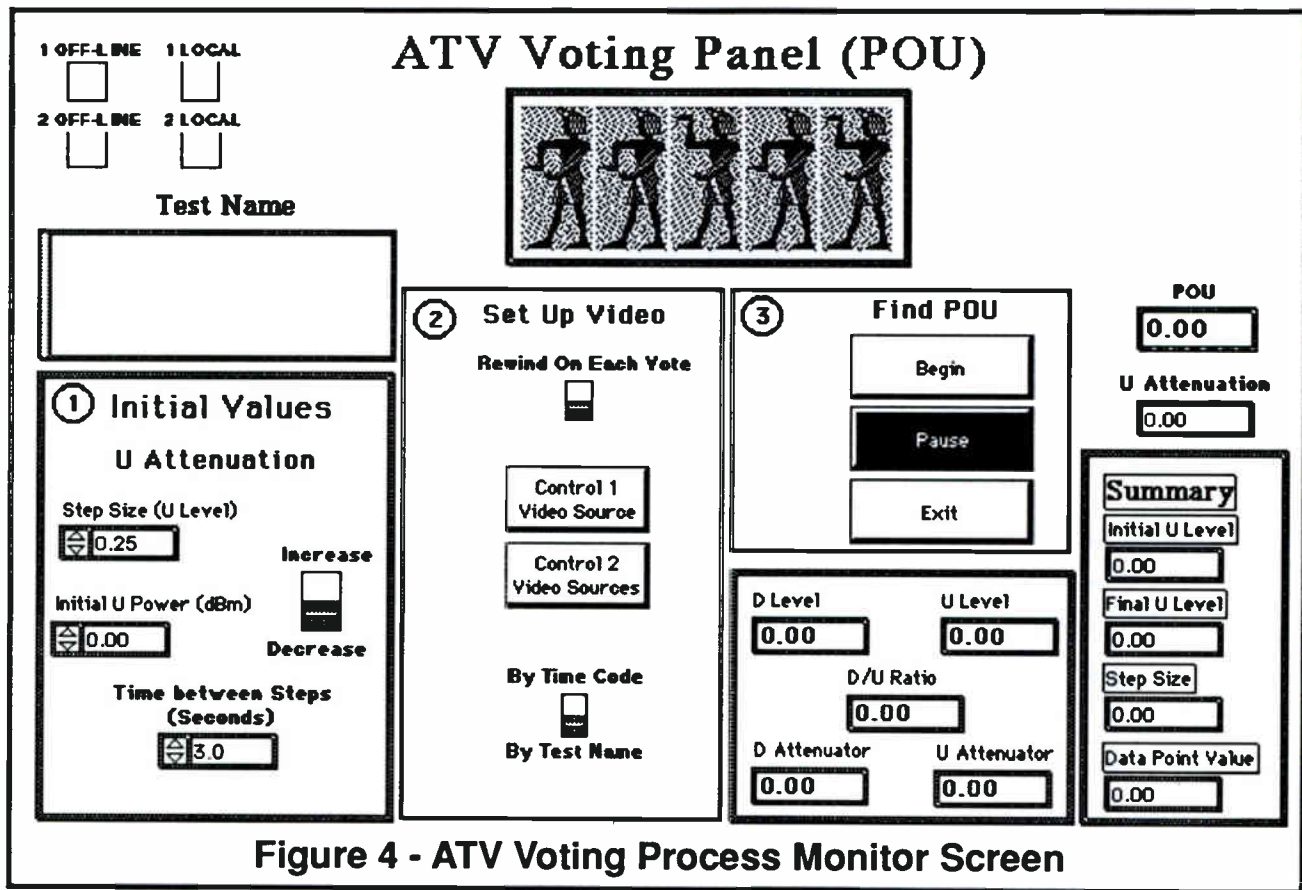 1 OFF-LINE 1 LOCAL
2 OFF-LINE 2 LOCAL
ATV Voting Panel (POU)
Test Name
1 Initial Values
U Attenuation
Step Size (U Level)
0.25
Increase
Initial U Power (dBm)
0.00
Decrease
Time between Steps
(Seconds)
3.0
2 Set Up Video
Rewind On Each Vote
Control 1
Video Source
Control 2
Video Sources
By Time Code
By Test Name
3 Find POU
Begin
Pause
Exit
D Level U Level
0.00 0.00
D/U Ratio
0.00
D Attenuator U Attenuator
0.00 0.00
POU
0.00
U Attenuation
0.00
Summary
Initial U Level
0.00
Final U Level
0.00
Step Size
0.00
Data Point Value
0.00
Figure 4 - ATV Voting Process Monitor Screen